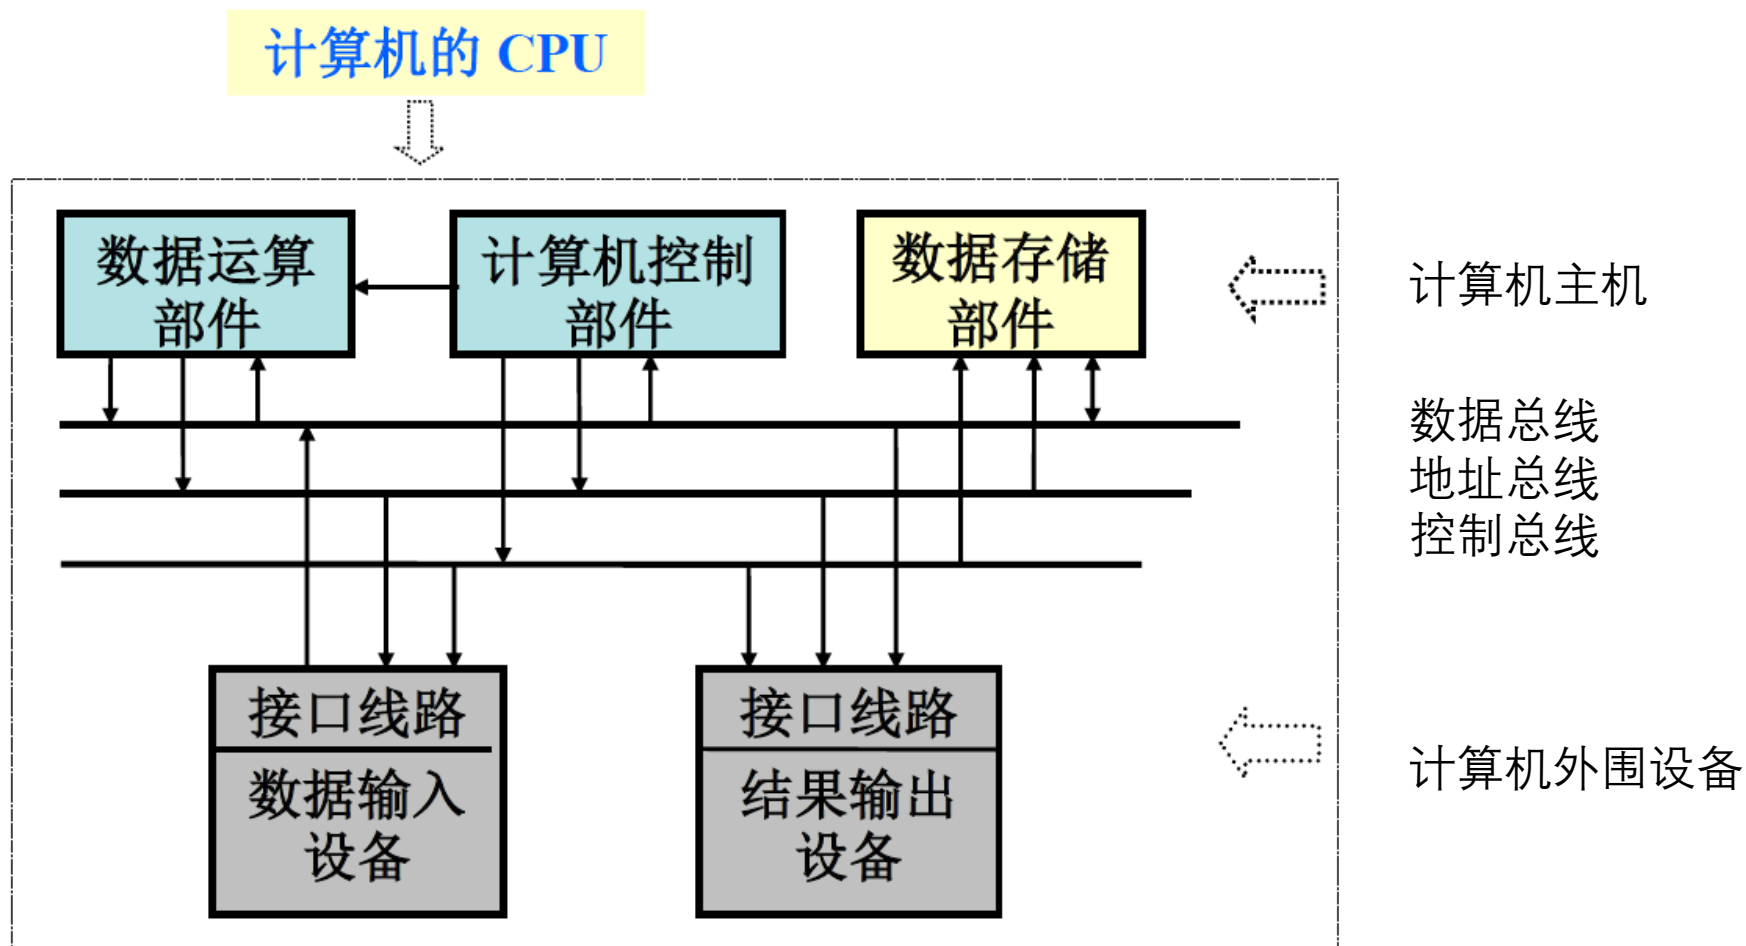 计算机的 CPU
数据运算
部件
计算机控制
部件
数据存储
部件
计算机主机
数据总线
地址总线
控制总线
接口线路
数据输入
设备
接口线路
结果输出
设备
计算机外围设备